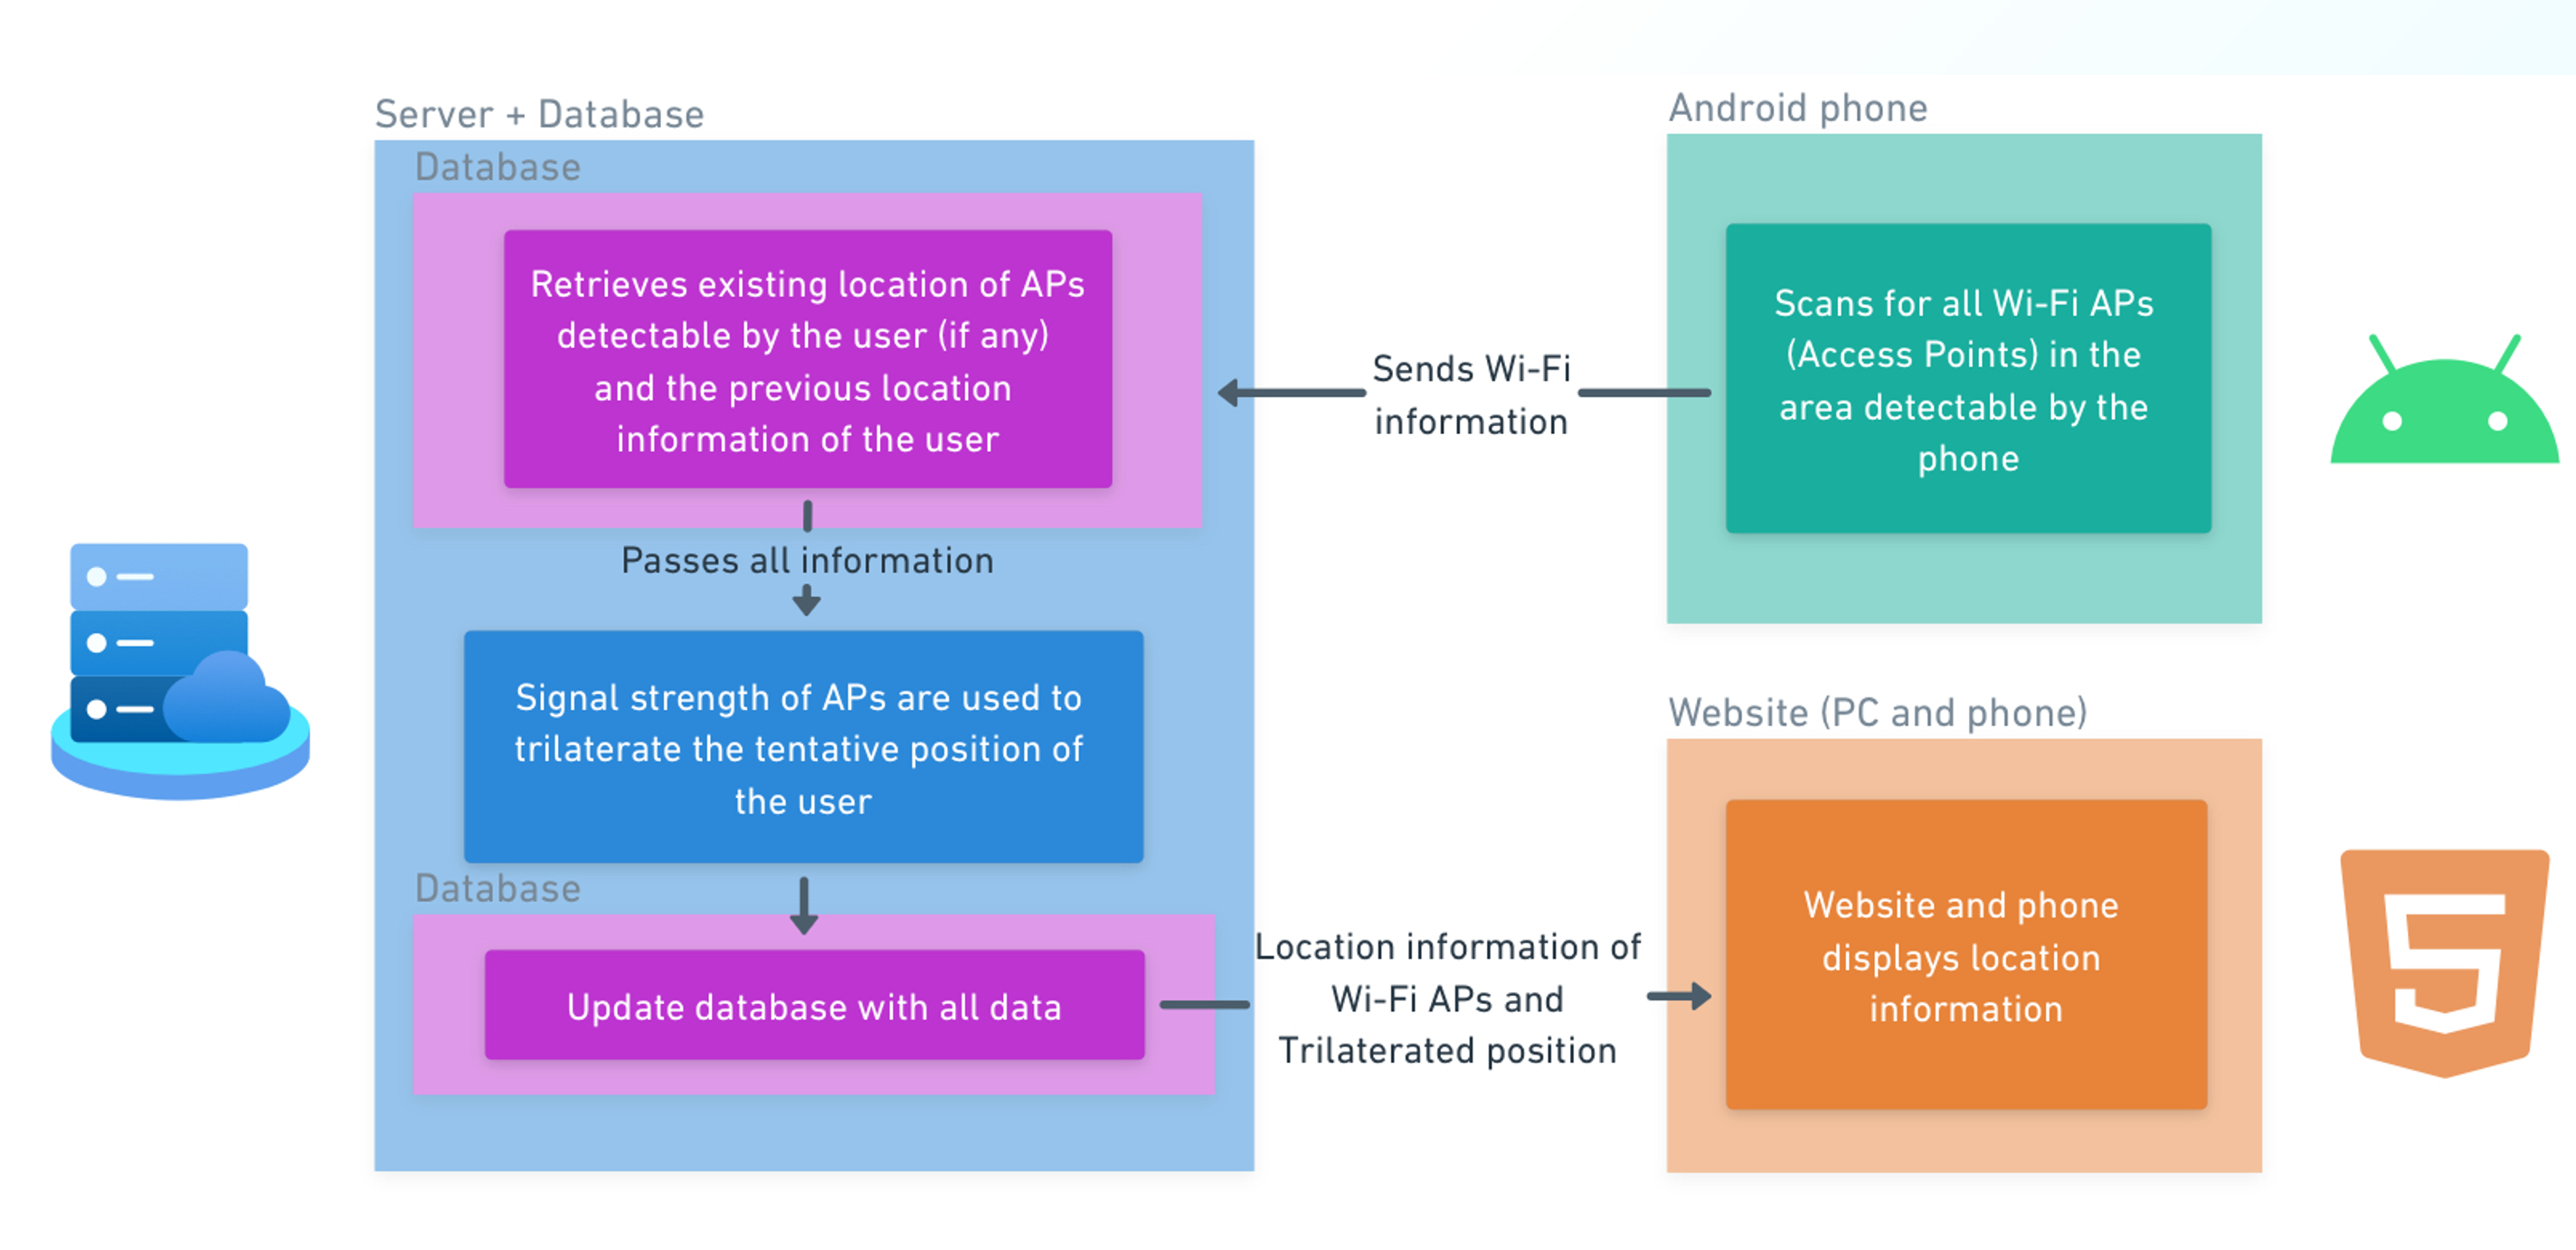 Server + Database
Database
Retrieves existing location of APs
detectable by the user (if any)
and the previous location
information of the user
Passes all information
Signal strength of APs are used to
trilaterate the tentative position of
the user
Database
Update database with all data
Sends Wi-Fi
information
Location information of
Wi-Fi APs and
Trilaterated position
Android phone
Scans for all Wi-Fi APs
(Access Points) in the
area detectable by the
phone
Website (PC and phone)
Website and phone
displays location
information
5